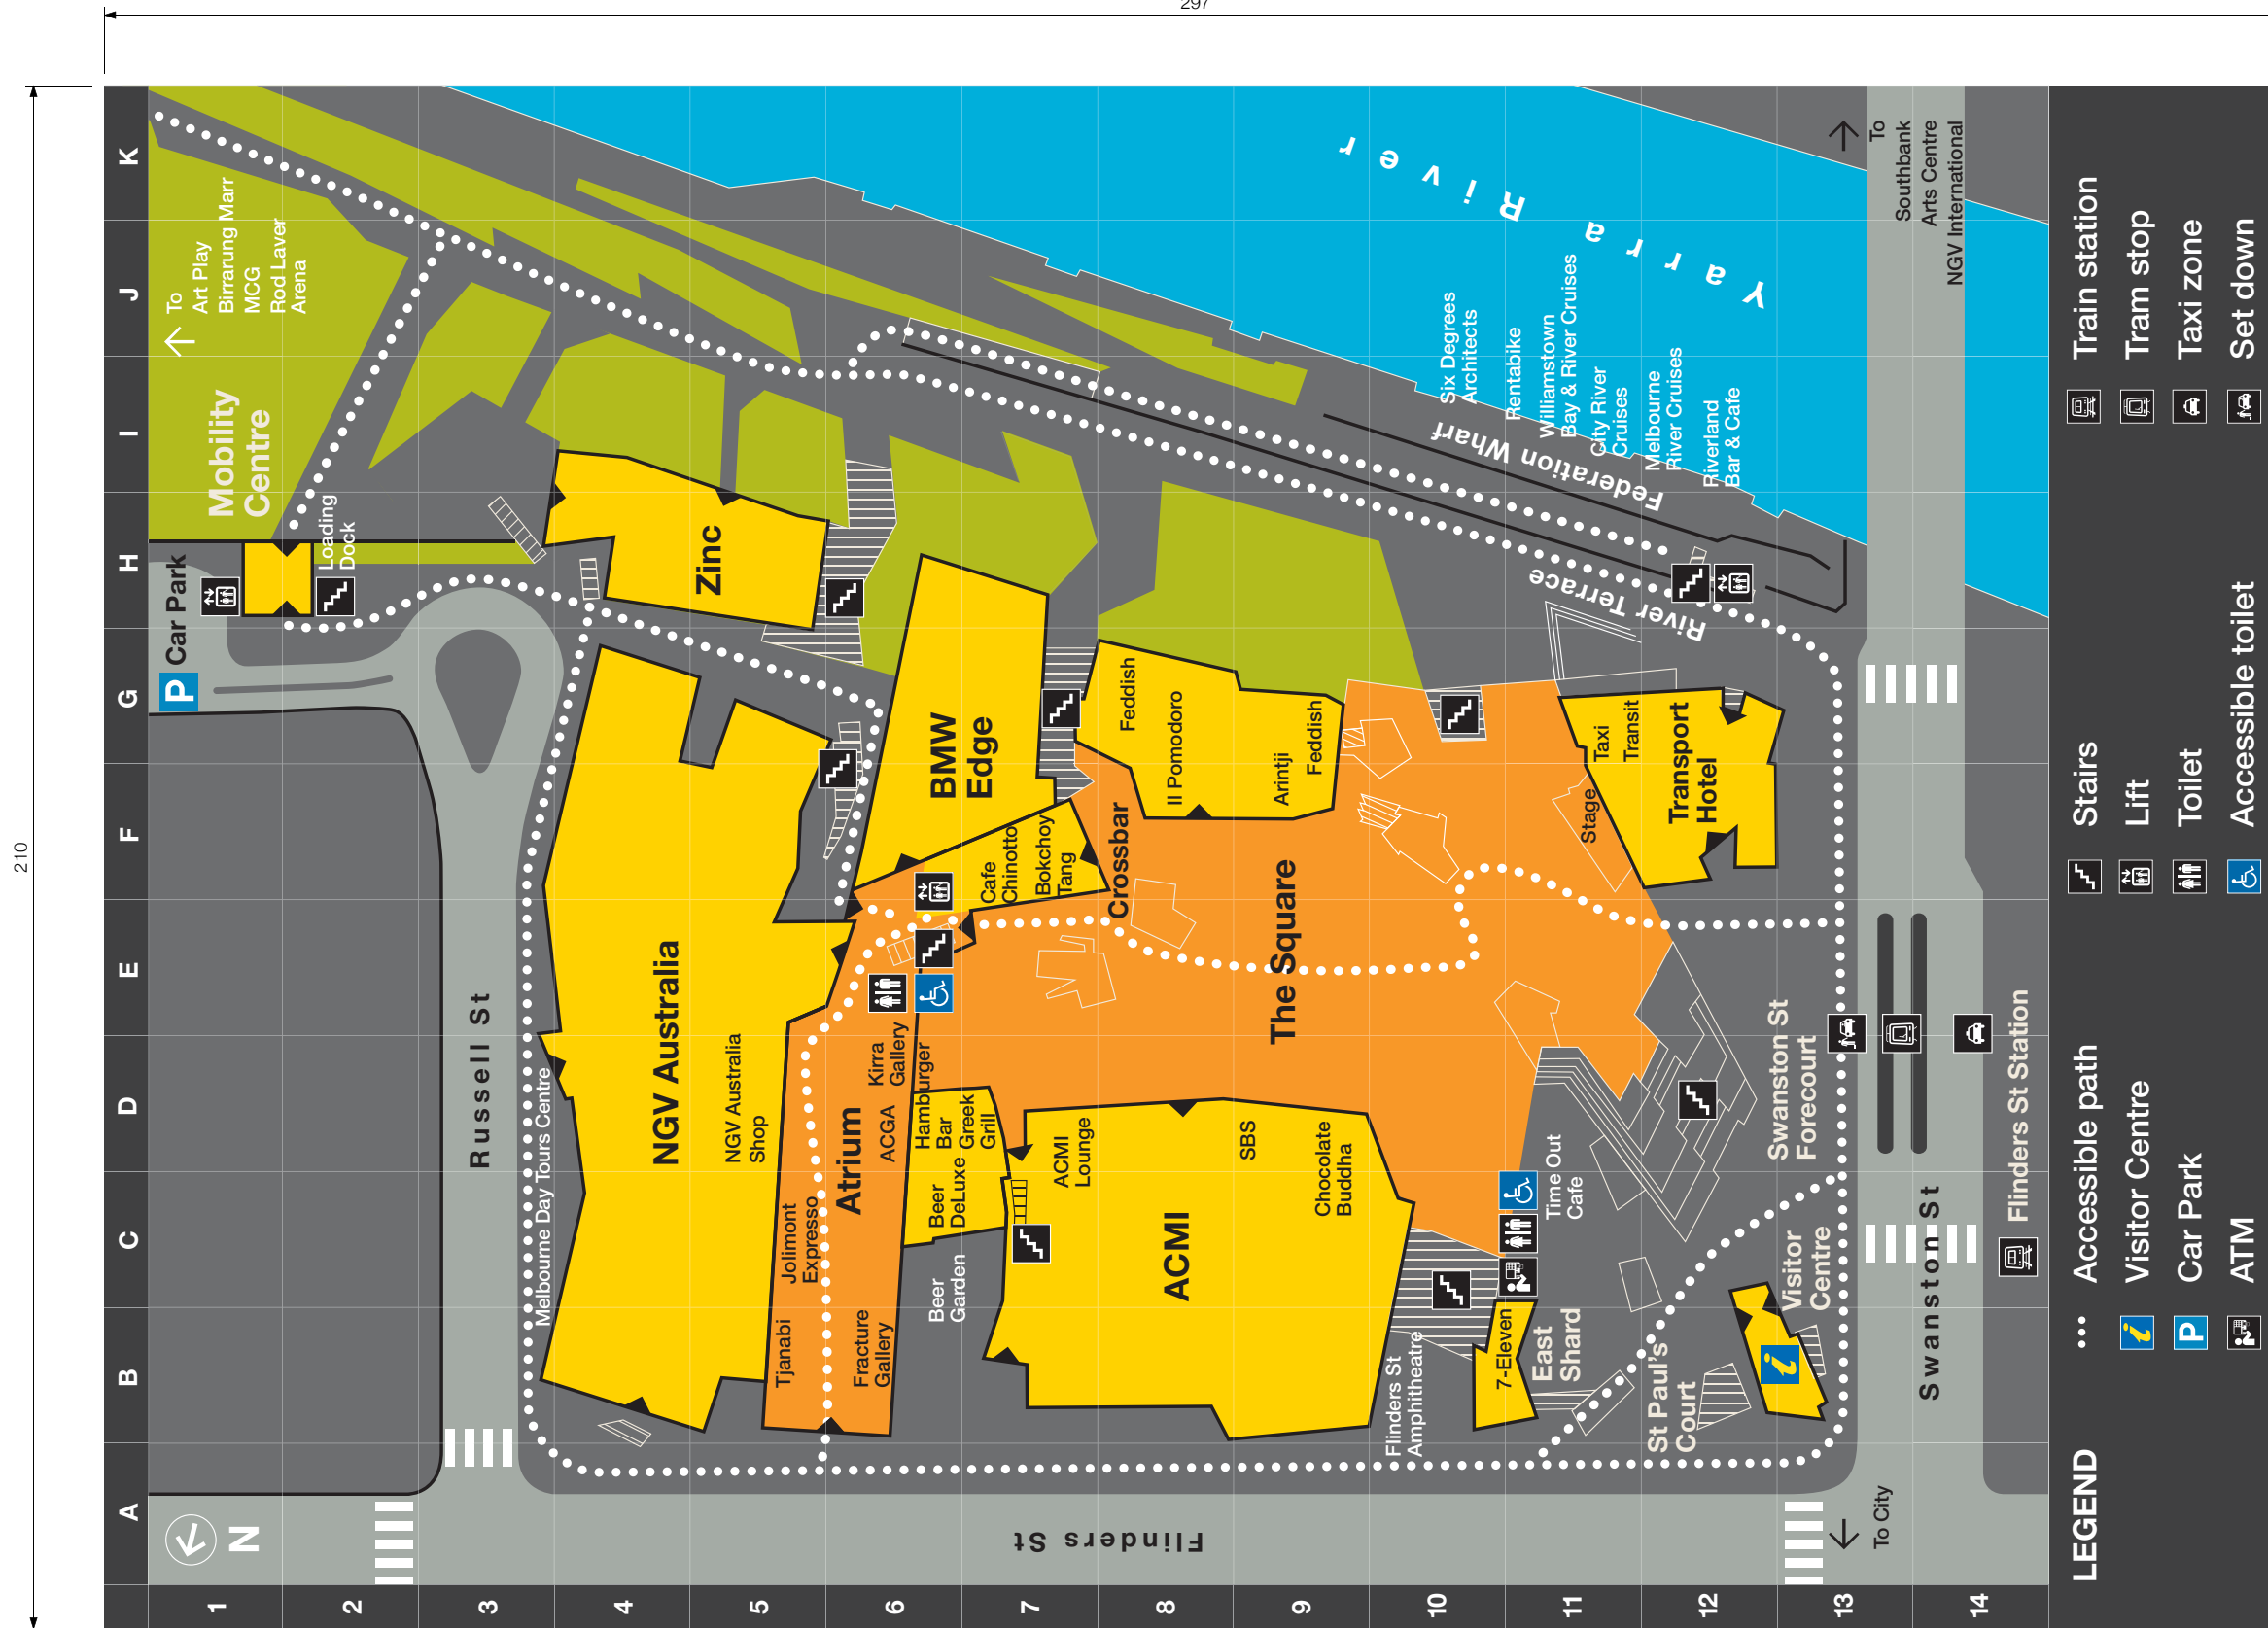 297
210
K
J
I
H
G
F
E
D
C
B
A
1
2
3
4
5
6
7
8
9
10
11
12
13
14
N
To
Art Play
Birrarung Marr
MCG
Rod Laver
Arena
Mobility
Centre
Loading
Dock
Car Park
P
Russell St
Melbourne Day Tours Centre
Zinc
NGV Australia
NGV Australia
Shop
BMW
Edge
Cafe
Chinotto
Bokchoy
Tang
Crossbar
Feddish
Il Pomodoro
Arintji
Feddish
The Square
Atrium
Kirra
Gallery
ACGA
Hamburger
Bar
Greek
Grill
Beer
DeLuxe
Beer
Garden
Jolimont
Expresso
Tjanabi
Fracture
Gallery
ACMI
Lounge
ACMI
SBS
Chocolate
Buddha
Flinders St
Amphitheatre
7-Eleven
East
Shard
Time Out
Cafe
St Paul's
Court
Visitor
Centre
i
Swanston St
Forecourt
Stage
Taxi
Transit
Transport
Hotel
River Terrace
Federation Wharf
Six Degrees
Architects
Rentabike
Williamstown
Bay & River Cruises
City River
Cruises
Melbourne
River Cruises
Riverland
Bar & Cafe
Yarra River
To
Southbank
Arts Centre
NGV International
Flinders St Station
Swanston St
To City
Flinders St
LEGEND
Accessible path
i
Visitor Centre
P
Car Park
ATM
Stairs
Lift
Toilet
Accessible toilet
Train station
Tram stop
Taxi zone
Set down